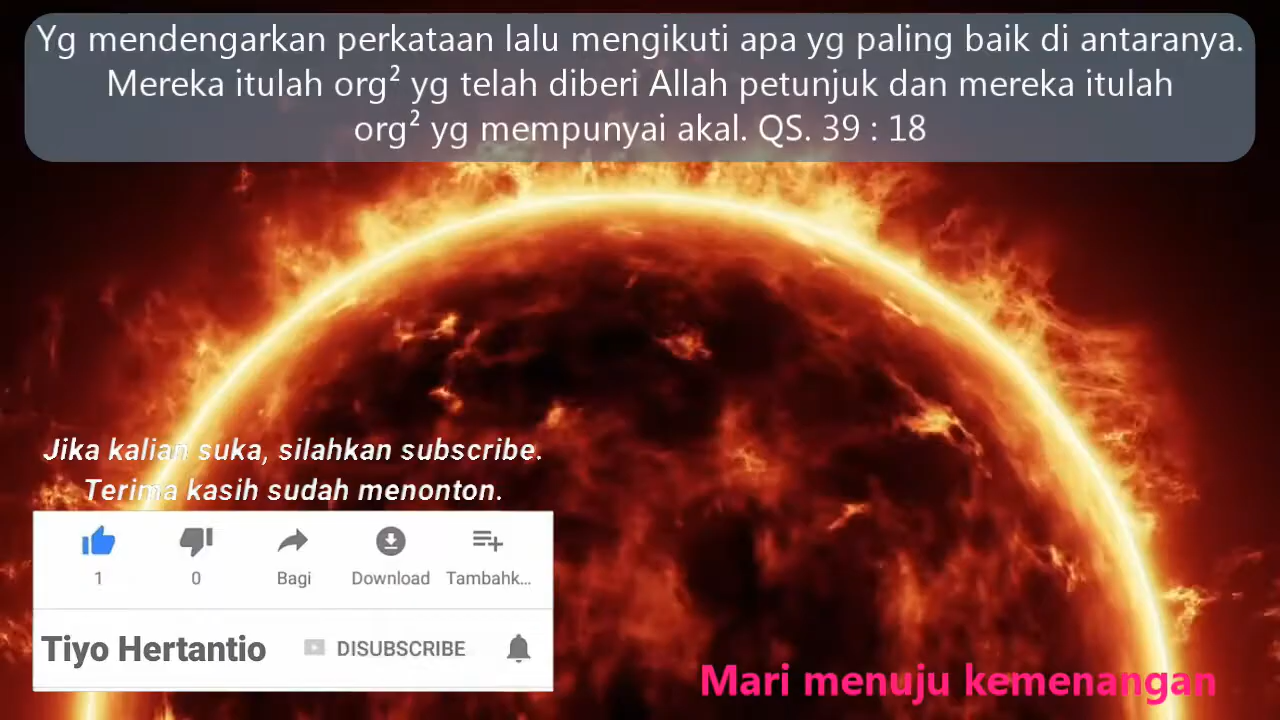 Yg mendengarkan perkataan lalu mengikuti apa yg paling baik di antaranya.
Mereka itulah org² yg telah diberi Allah petunjuk dan mereka itulah
org² yg mempunyai akal. QS. 39 : 18
Jika kalian suka, silahkan subscribe.
Terima kasih sudah menonton.
1 0 Bagi Download Tambahk...
Tiyo Hertantio DISUBSCRIBE
Mari menuju kemenangan